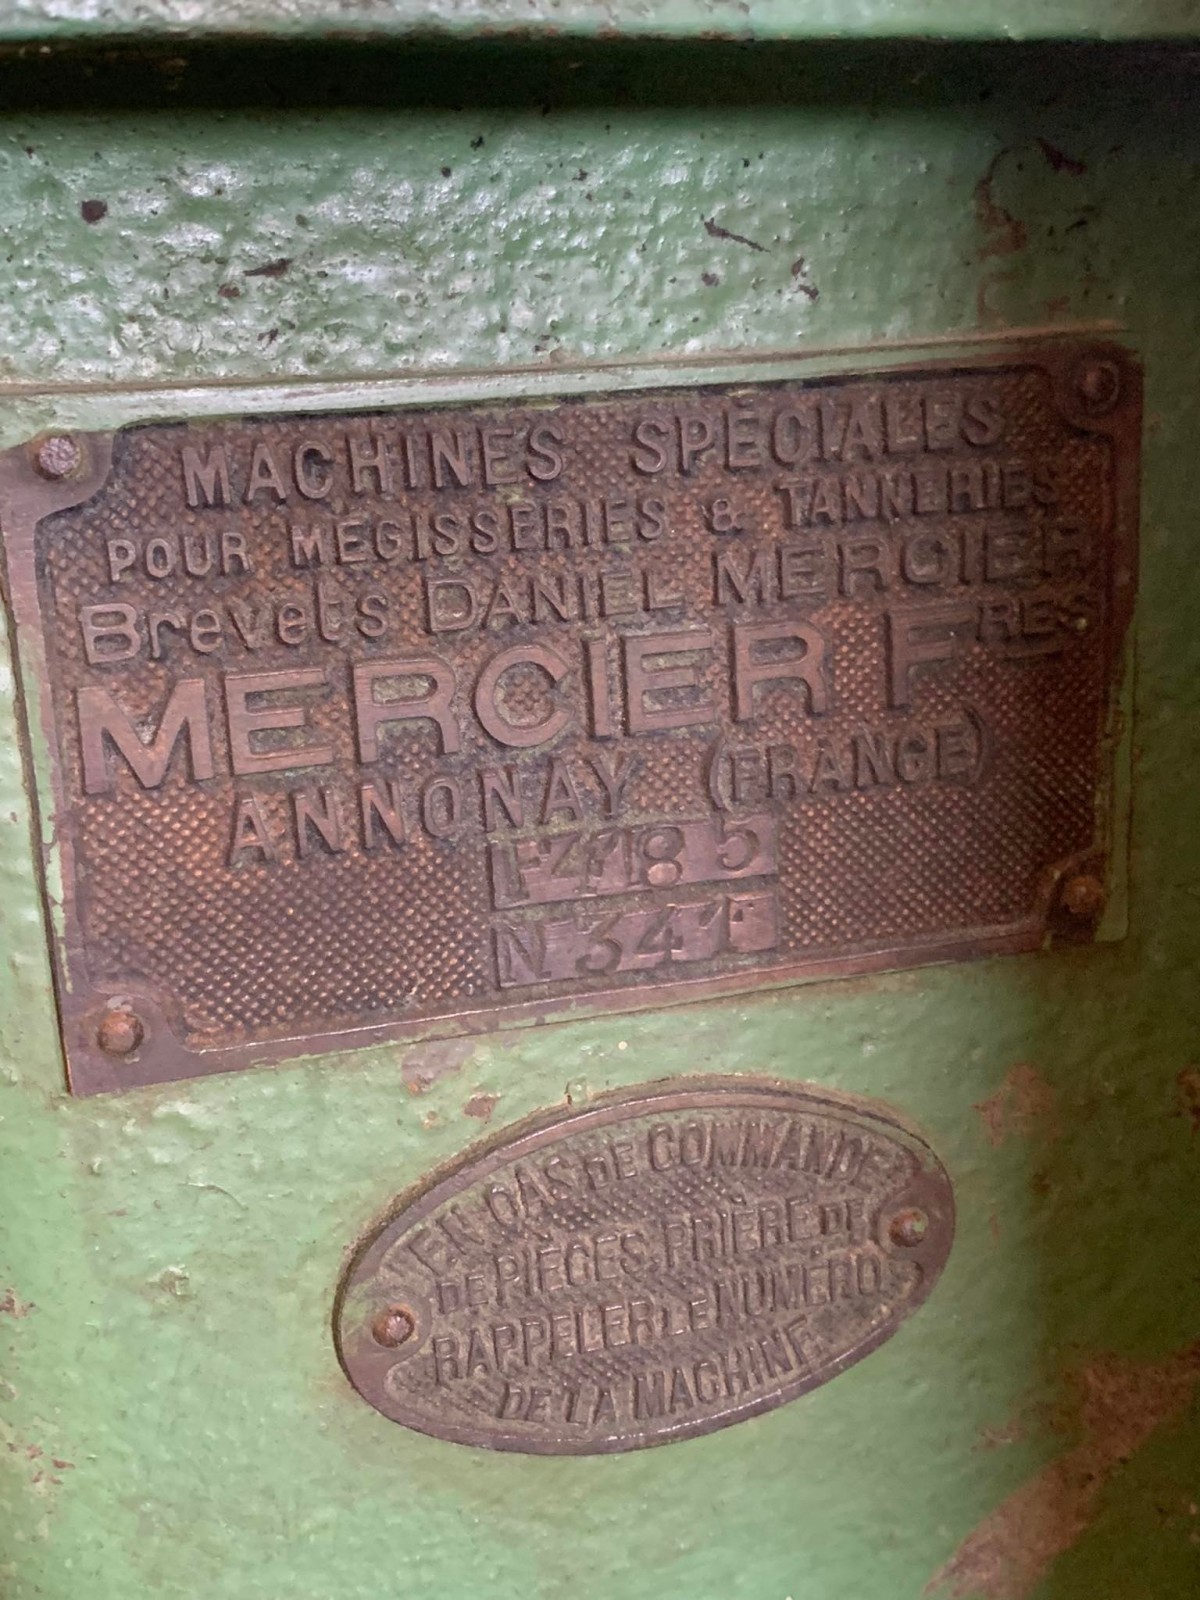 MACHINES SPÉCIALES
POUR MÉGISSERIES & TANNERIES
Brevets DANIEL MERCIER
MERCIER FRES
ANNONAY (FRANCE)
N 341
EN CAS DE COMMANDE
DE PIÈCES PRIÈRE DE
RAPPELER LE NUMÉRO
DE LA MACHINE